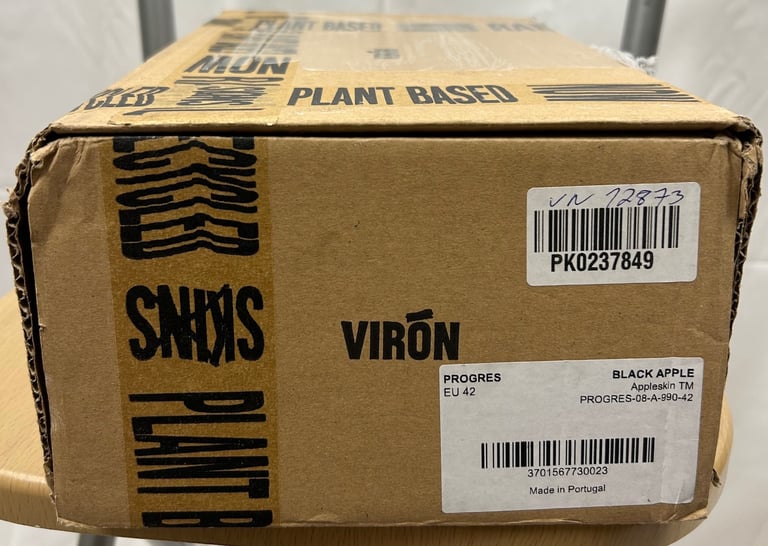 PLANT BASED
PLANT BASED
SKINS
PLANT B
VIRÓN
VN 12873
PK0237849
PROGRES
EU 42
BLACK APPLE
Appleskin TM
PROGRES-08-A-990-42
3701567730023
Made in Portugal